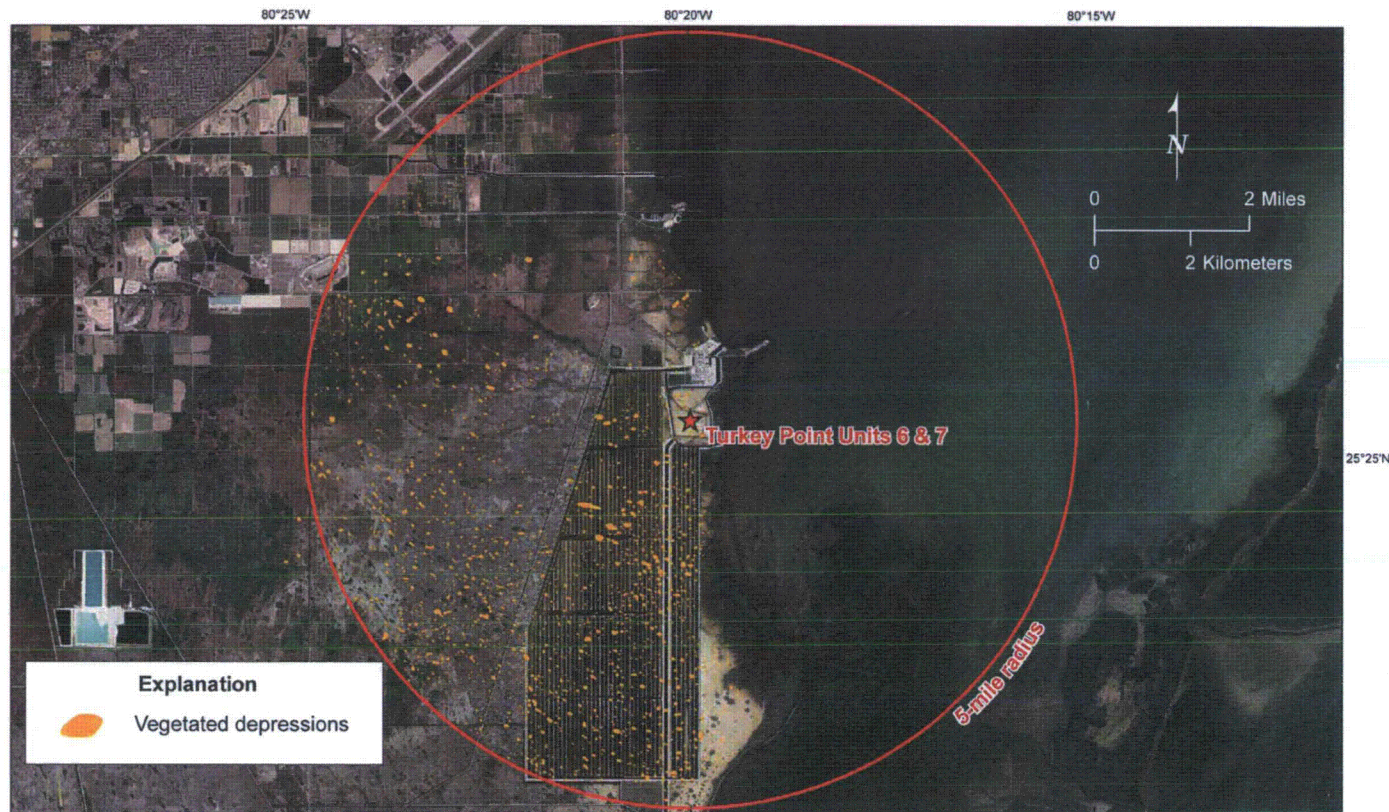 80°25'W
80°20'W
80°15'W
N
0
2 Miles
0
2 Kilometers
Turkey Point Units 6 & 7
25°25'N
5-mile radius
Explanation
Vegetated depressions